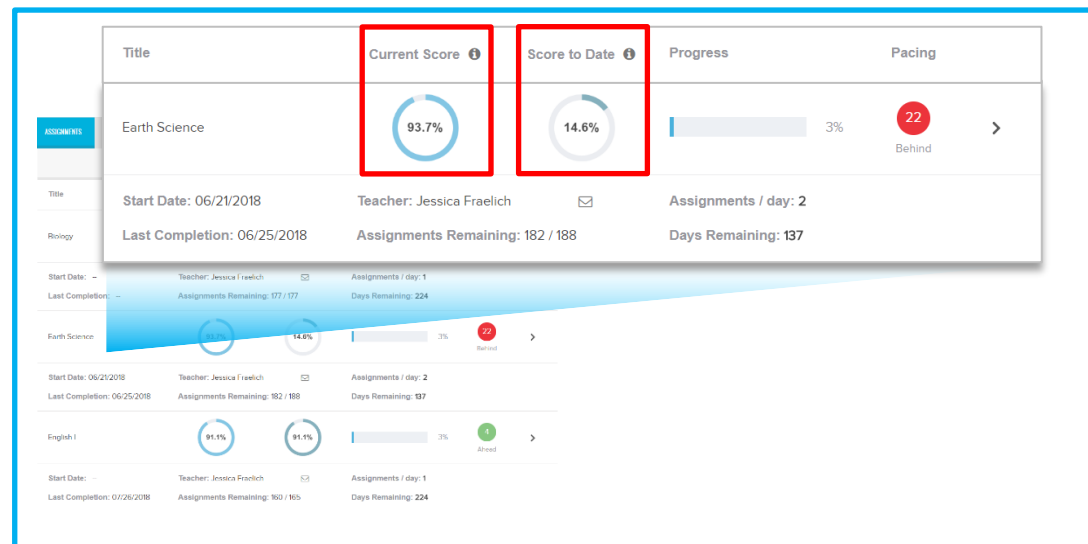 Title Current Score Score to Date Progress Pacing
Earth Science 93.7% 14.6% 3% 22
Behind
Start Date: 06/21/2018 Teacher: Jessica Fraelich Assignments / day: 2
Last Completion: 06/25/2018 Assignments Remaining: 182 / 188 Days Remaining: 137
ASSIGNMENTS
Title
Biology
Start Date: – Teacher: Jessica Fraelich Assignments / day: 1
Last Completion: – Assignments Remaining: 177 / 177 Days Remaining: 224
Earth Science 93.7% 14.6% 3% 22
Behind
Start Date: 06/21/2018 Teacher: Jessica Fraelich Assignments / day: 2
Last Completion: 06/25/2018 Assignments Remaining: 182 / 188 Days Remaining: 137
English I 91.1% 91.1% 3% 4
Ahead
Start Date: – Teacher: Jessica Fraelich Assignments / day: 1
Last Completion: 07/26/2018 Assignments Remaining: 160 / 165 Days Remaining: 224